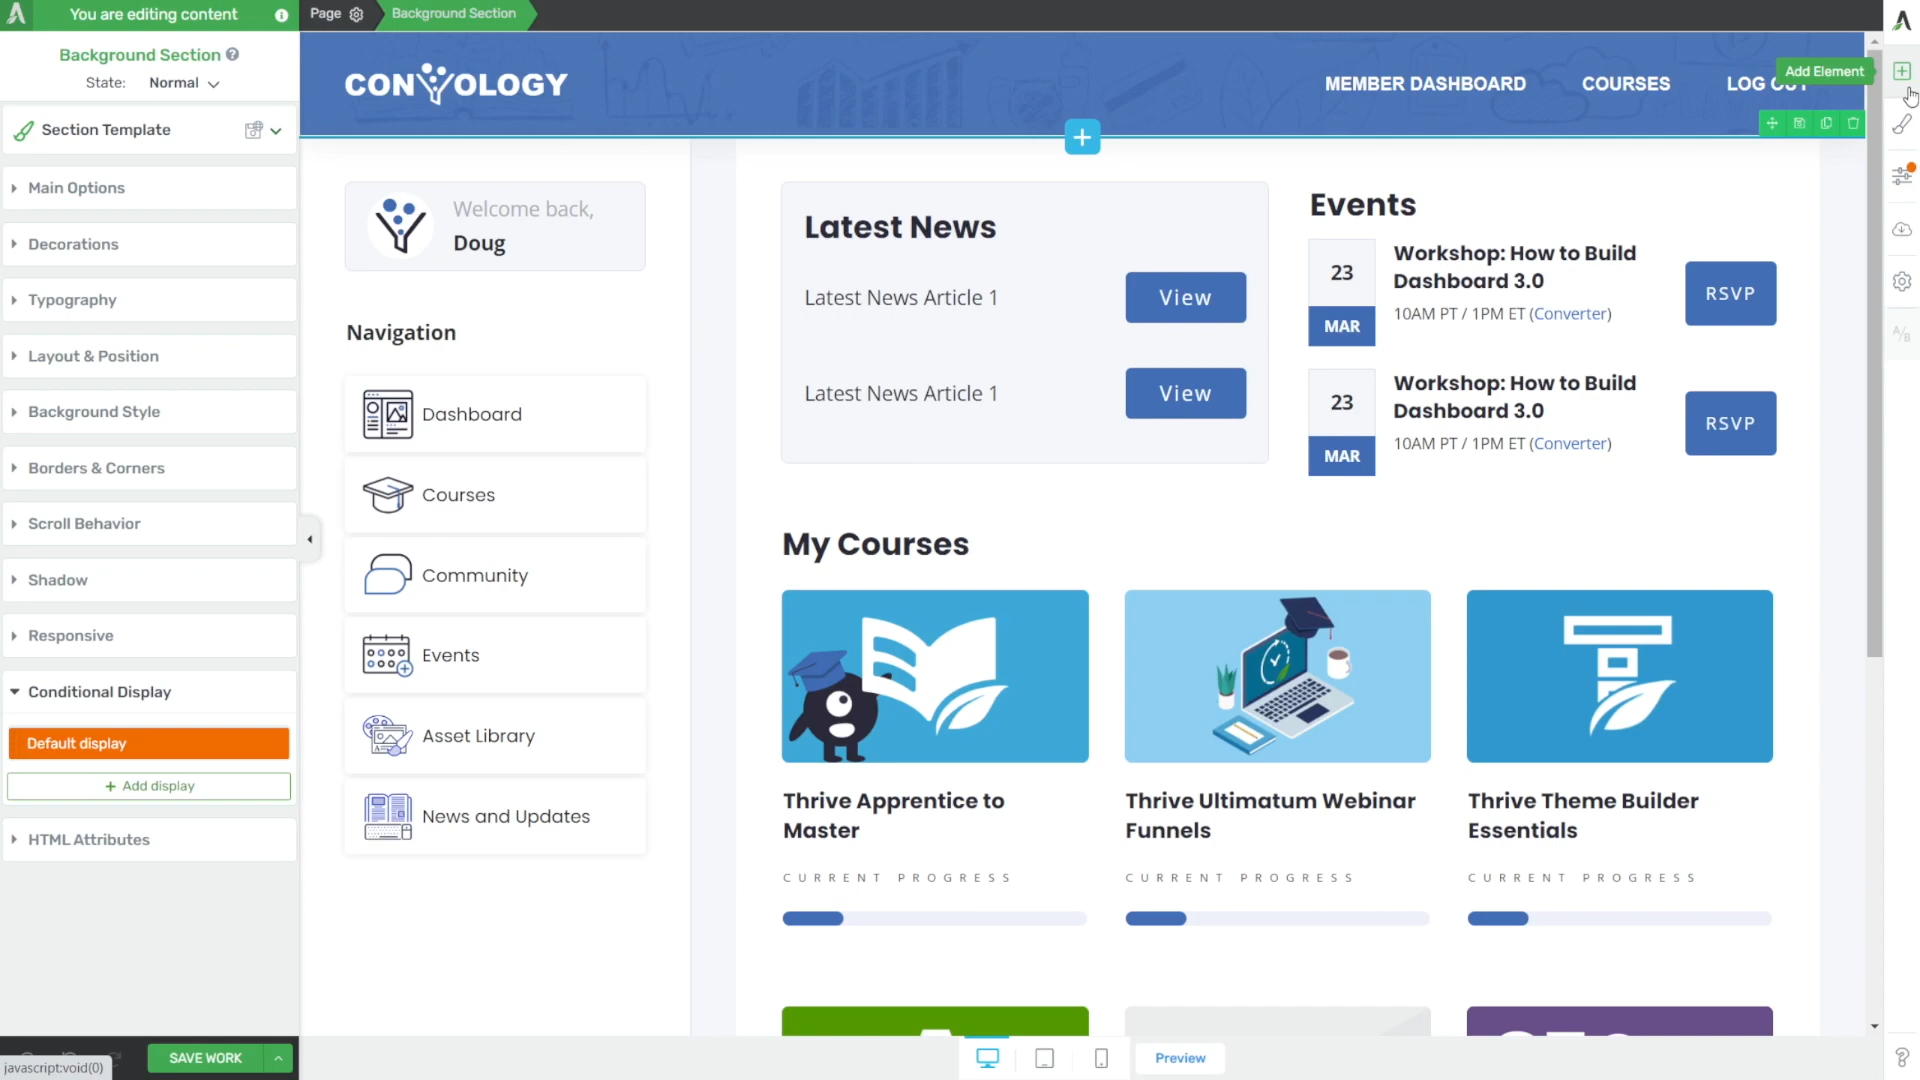 You are editing content
Page
Background Section
Background Section
State: Normal
Section Template
Main Options
Decorations
Typography
Layout & Position
Background Style
Borders & Corners
Scroll Behavior
Shadow
Responsive
Conditional Display
Default display
+ Add display
HTML Attributes
SAVE WORK
javascript:void(0)
CONVOLOGY
MEMBER DASHBOARD
COURSES
LOG OUT
Add Element
Welcome back,
Doug
Navigation
Dashboard
Courses
Community
Events
Asset Library
News and Updates
Latest News
Latest News Article 1
View
Latest News Article 1
View
Events
23
MAR
Workshop: How to Build
Dashboard 3.0
10AM PT / 1PM ET (Converter)
RSVP
23
MAR
Workshop: How to Build
Dashboard 3.0
10AM PT / 1PM ET (Converter)
RSVP
My Courses
Thrive Apprentice to
Master
CURRENT PROGRESS
Thrive Ultimatum Webinar
Funnels
CURRENT PROGRESS
Thrive Theme Builder
Essentials
CURRENT PROGRESS
Preview
A/B